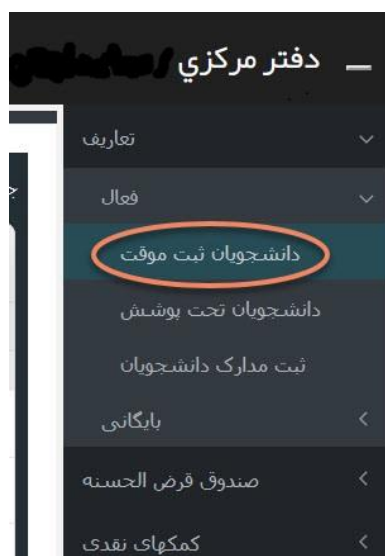 دفتر مرکزي
تعاریف
فعال
دانشجویان ثبت موقت
دانشجویان تحت پوشش
ثبت مدارک دانشجویان
بایگانی
صندوق قرض الحسنه
کمکهای نقدی